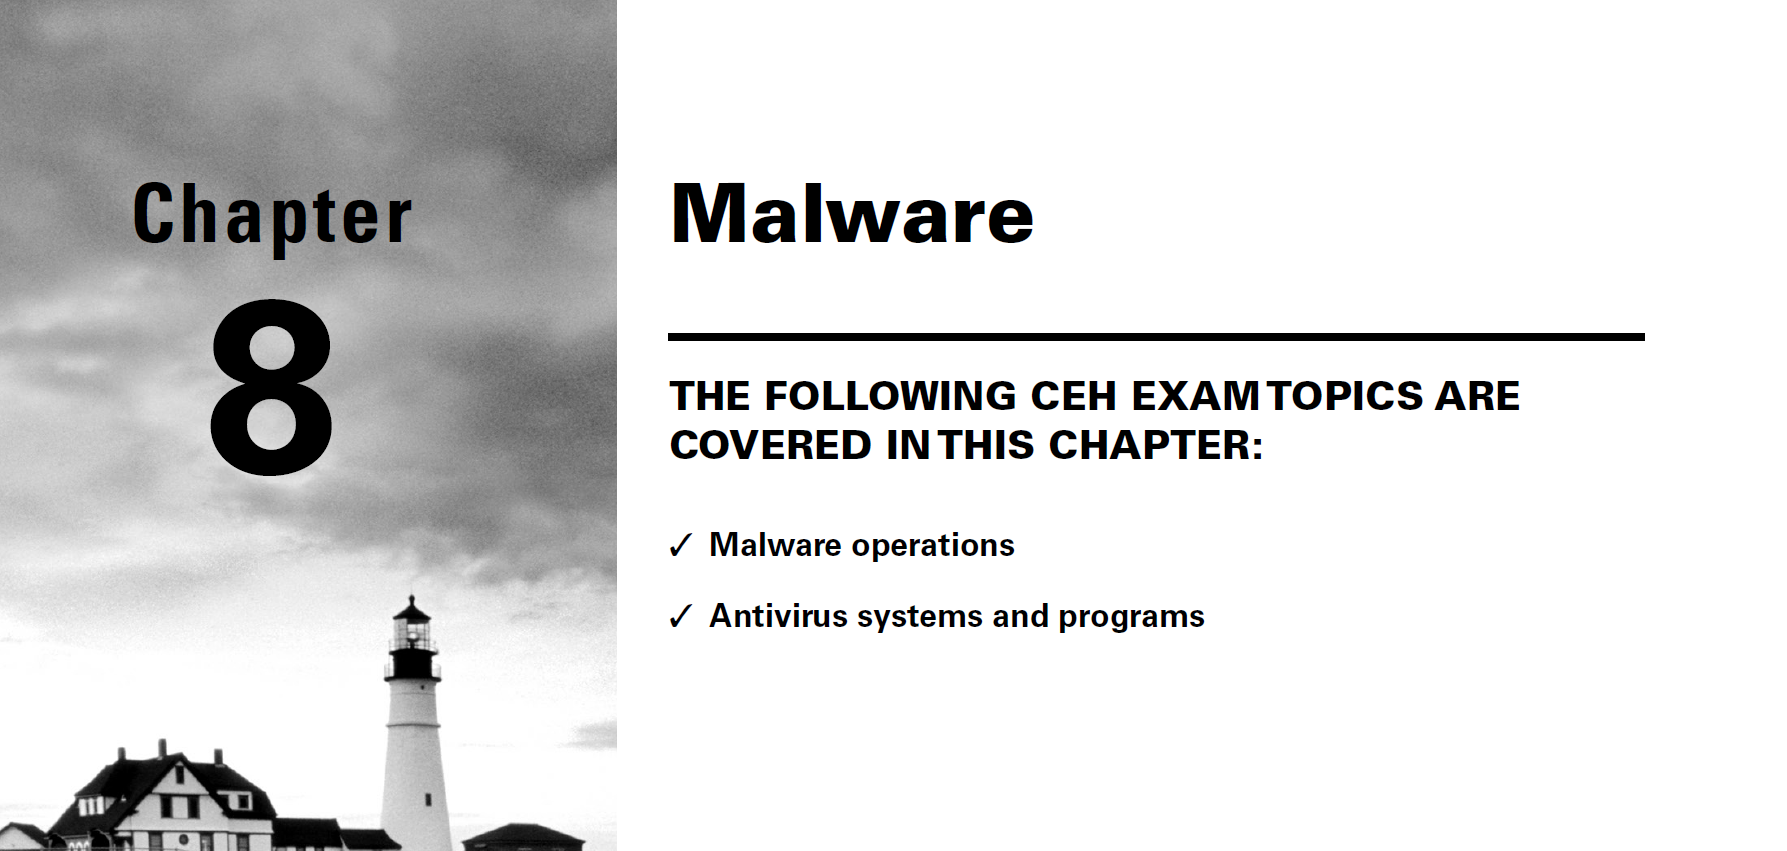 Chapter
8
Malware
THE FOLLOWING CEH EXAM TOPICS ARE
COVERED IN THIS CHAPTER:
✓ Malware operations
✓ Antivirus systems and programs